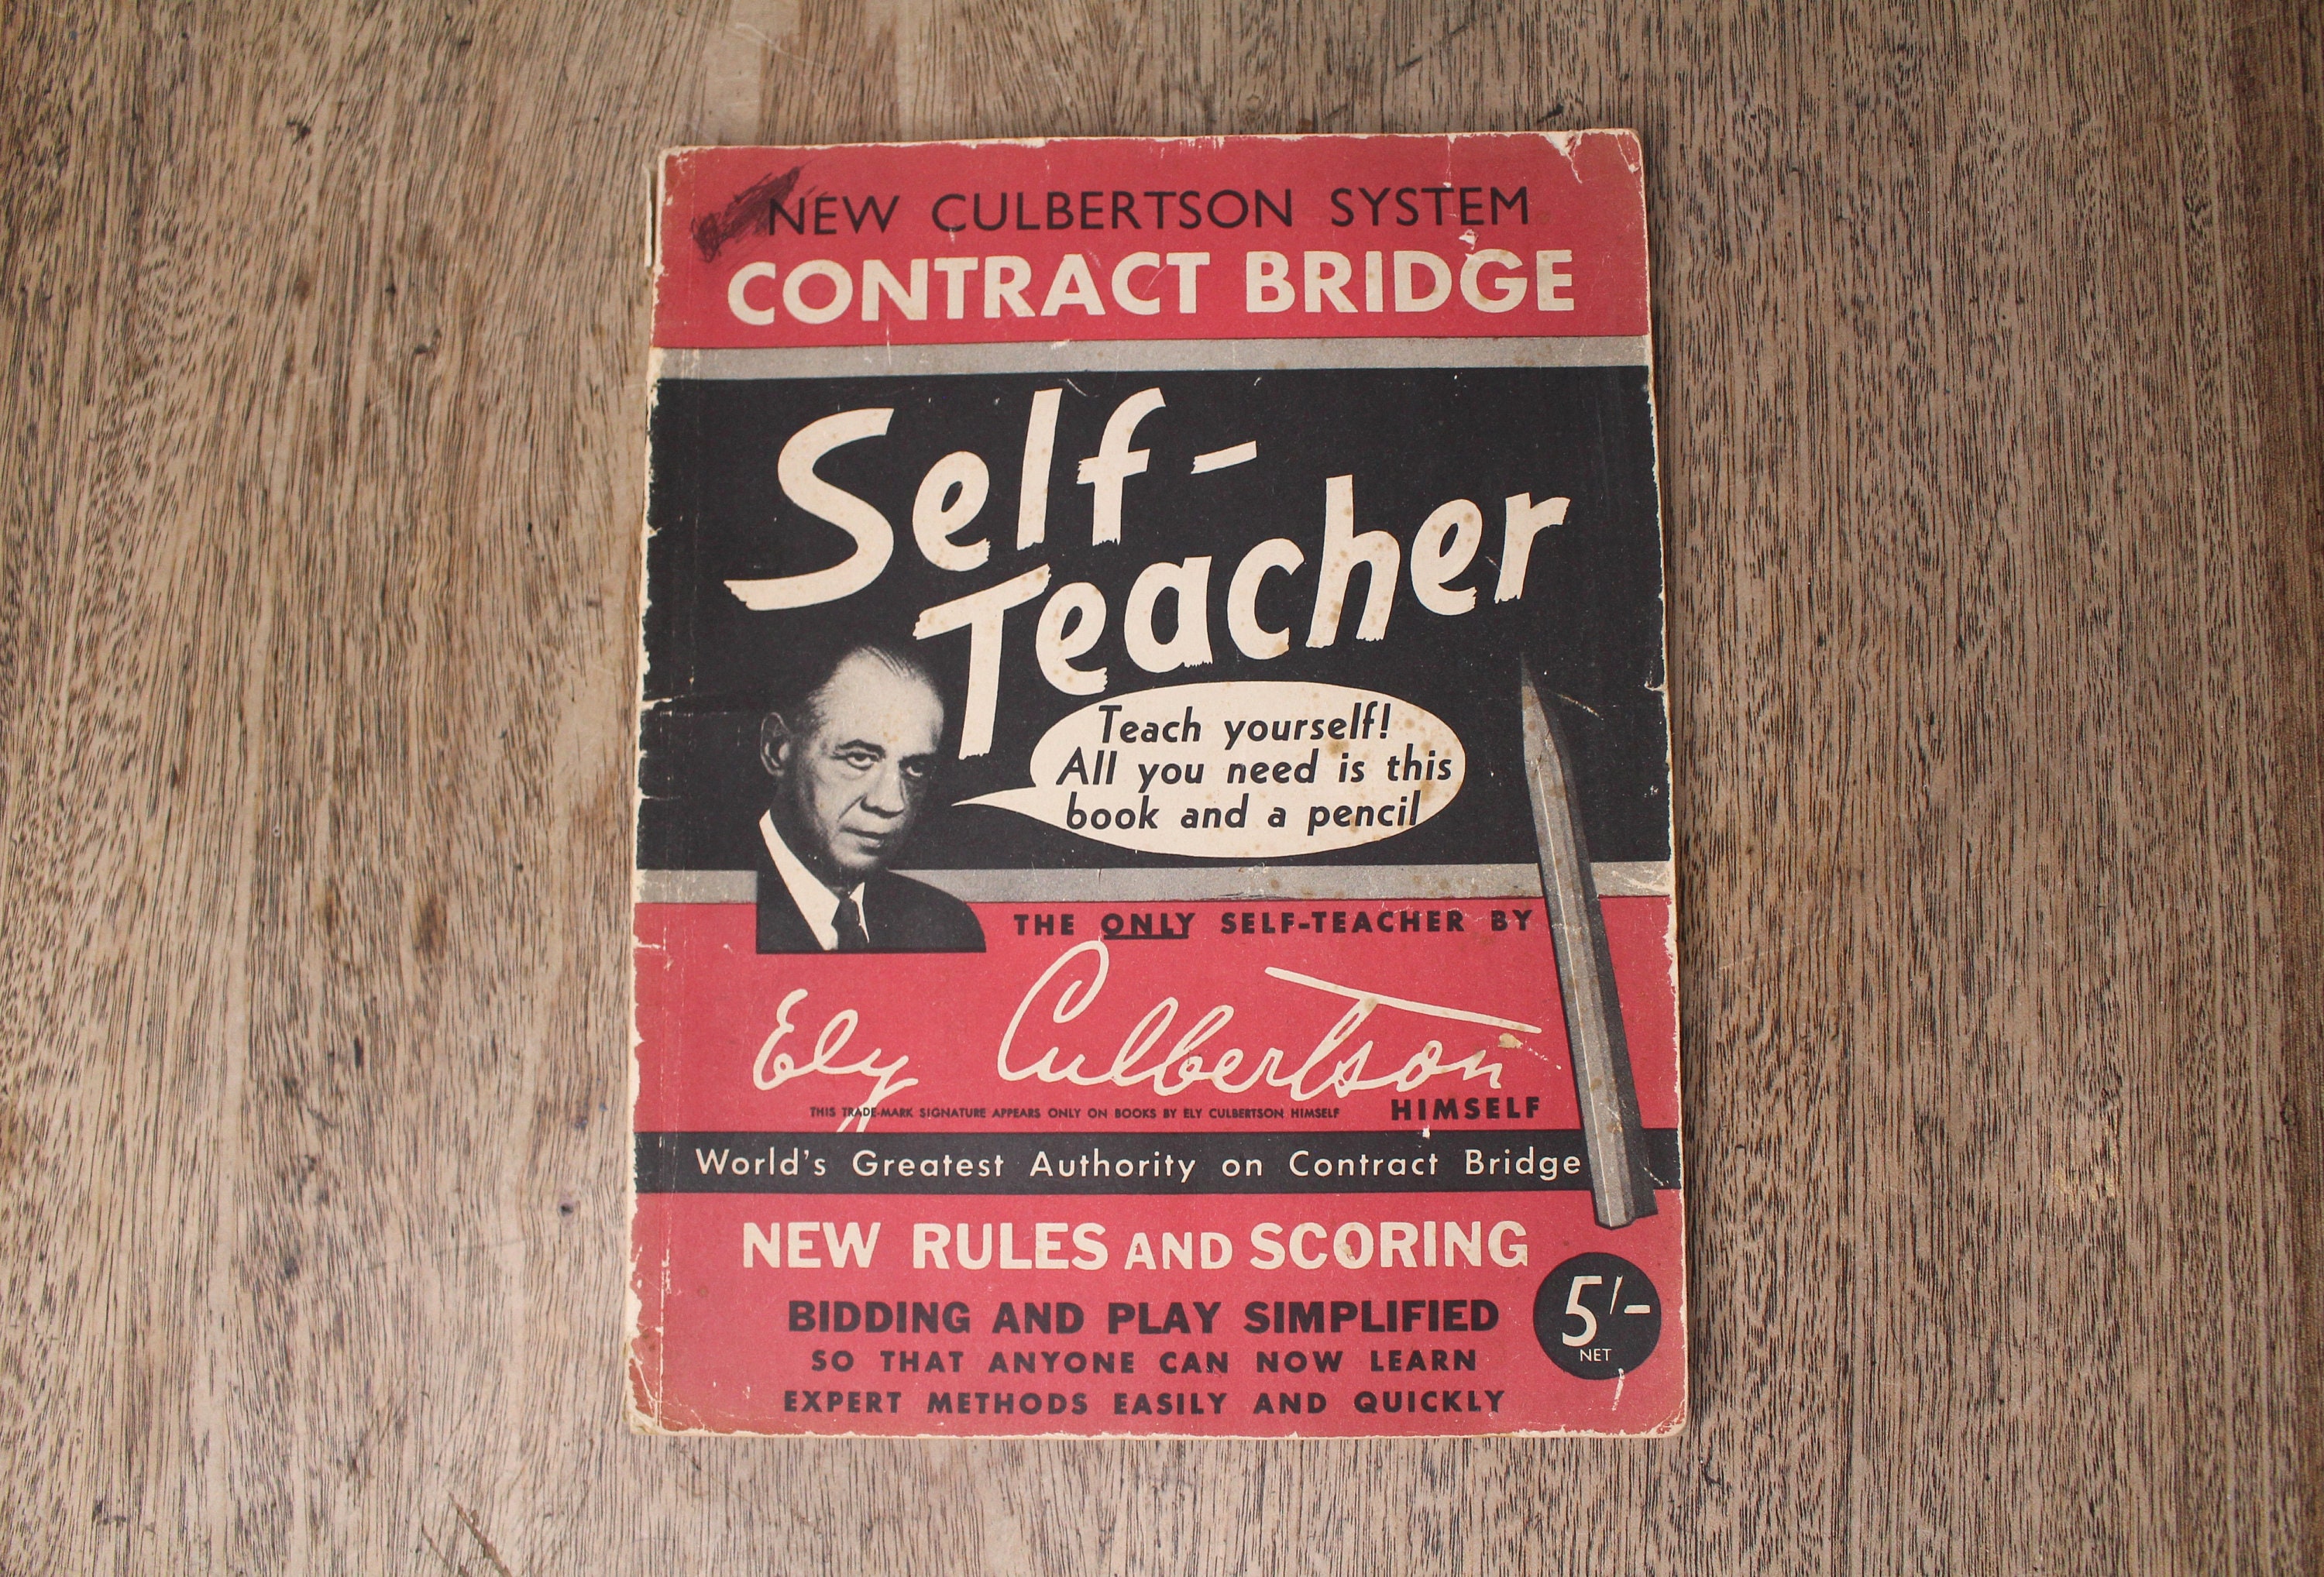 NEW CULBERTSON SYSTEM
CONTRACT BRIDGE
Self-
Teacher
Teach yourself!
All you need is this
book and a pencil
THE ONLY SELF-TEACHER BY
Ely Culbertson
THIS TRADE-MARK SIGNATURE APPEARS ONLY ON BOOKS BY ELY CULBERTSON HIMSELF
HIMSELF
World's Greatest Authority on Contract Bridge
NEW RULES AND SCORING
BIDDING AND PLAY SIMPLIFIED
SO THAT ANYONE CAN NOW LEARN
EXPERT METHODS EASILY AND QUICKLY
5/-
NET